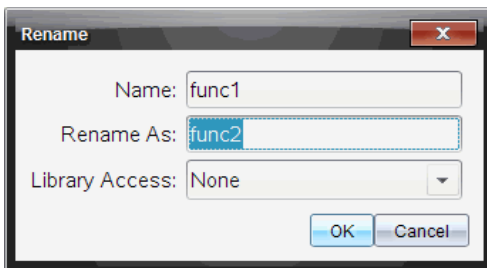 Rename
Name: func1
Rename As: func2
Library Access: None
OK Cancel